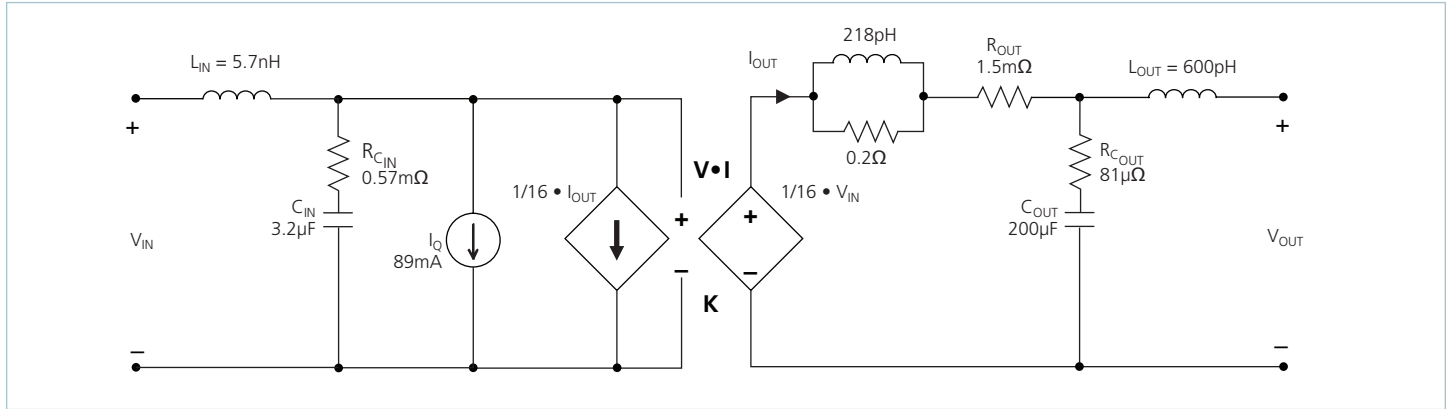 L_IN = 5.7nH
+
R_C_IN
0.57mΩ
C_IN
3.2µF
V_IN
I_Q
89mA
–
1/16 • I_OUT
V•I
+
–
K
+
–
1/16 • V_IN
I_OUT
218pH
0.2Ω
R_OUT
1.5mΩ
L_OUT = 600pH
R_C_OUT
81µΩ
C_OUT
200µF
+
V_OUT
–